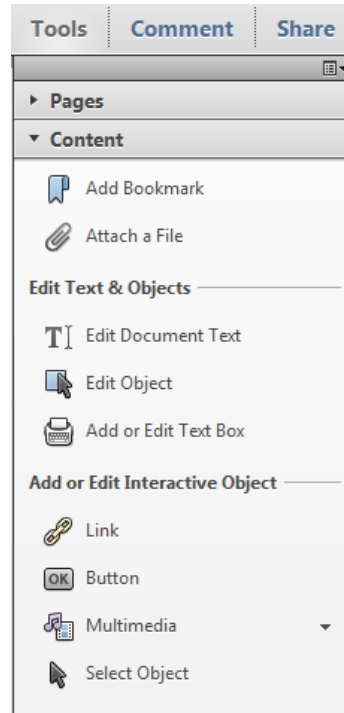 Tools Comment Share
Pages
Content
Add Bookmark
Attach a File
Edit Text & Objects
Edit Document Text
Edit Object
Add or Edit Text Box
Add or Edit Interactive Object
Link
OK Button
Multimedia
Select Object